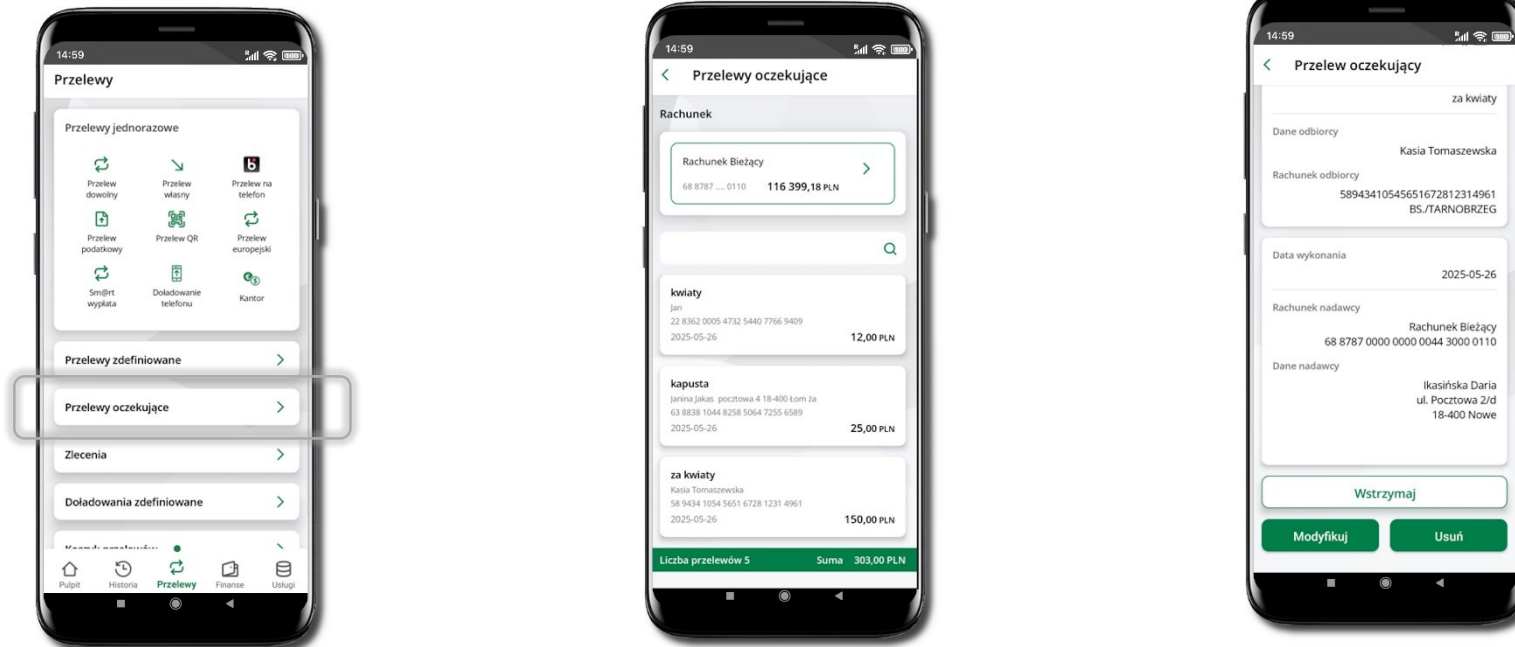 14:59
Przelewy
Przelewy jednorazowe
Przelew dowolny
Przelew własny
Przelew na telefon
Przelew podatkowy
Przelew QR
Przelew europejski
Sm@rt wypłata
Doładowanie telefonu
Kantor
Przelewy zdefiniowane
Przelewy oczekujące
Zlecenia
Doładowania zdefiniowane
Koszyk przelewów
Pulpit
Historia
Przelewy
Finanse
Usługi
14:59
Przelewy oczekujące
Rachunek
Rachunek Bieżący
68 8787 .... 0110 116 399,18 PLN
kwiaty
Jan
22 8362 0005 4732 5440 7766 9409
2025-05-26 12,00 PLN
kapusta
Janina Jakas pocztowa 4 18-400 Łom ża
63 8838 1044 8258 5064 7255 6589
2025-05-26 25,00 PLN
za kwiaty
Kasia Tomaszewska
58 9434 1054 5651 6728 1231 4961
2025-05-26 150,00 PLN
Liczba przelewów 5 Suma 303,00 PLN
14:59
Przelew oczekujący
za kwiaty
Dane odbiorcy
Kasia Tomaszewska
Rachunek odbiorcy
58943410545651672812314961
BS./TARNOBRZEG
Data wykonania
2025-05-26
Rachunek nadawcy
Rachunek Bieżący
68 8787 0000 0000 0044 3000 0110
Dane nadawcy
Ikasińska Daria
ul. Pocztowa 2/d
18-400 Nowe
Wstrzymaj
Modyfikuj
Usuń